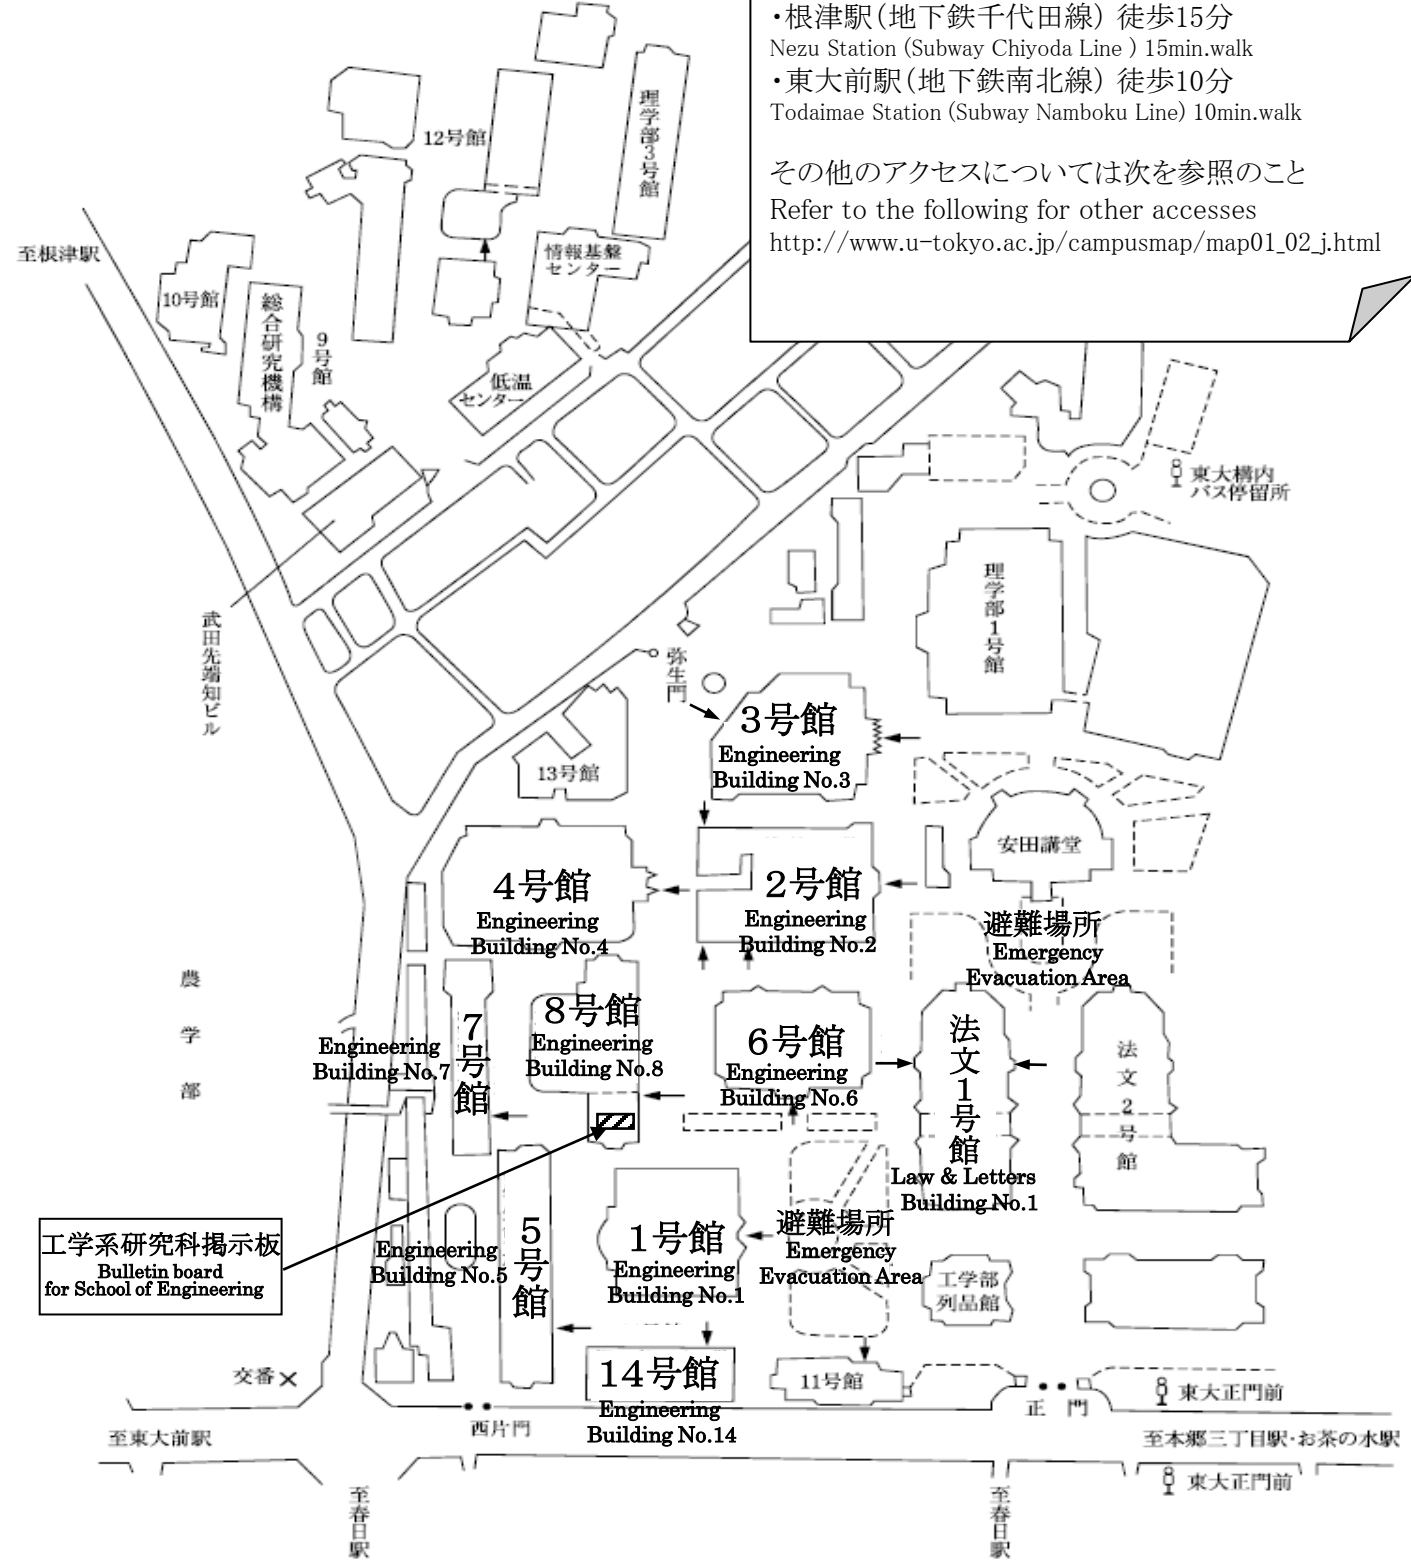 ・根津駅（地下鉄千代田線） 徒歩15分
Nezu Station (Subway Chiyoda Line ) 15min.walk
・東大前駅（地下鉄南北線） 徒歩10分
Todaimae Station (Subway Namboku Line) 10min.walk
その他のアクセスについては次を参照のこと
Refer to the following for other accesses
http://www.u-tokyo.ac.jp/campusmap/map01_02_j.html
12号館
理学部3号館
至根津駅
情報基盤
センター
10号館
総合研究機構
9号館
低温
センター
東大構内
バス停留所
理学部1号館
武田先端知ビル
弥生門
3号館
Engineering
Building No.3
13号館
安田講堂
4号館
Engineering
Building No.4
2号館
Engineering
Building No.2
避難場所
Emergency
Evacuation Area
農学部
7号館
Engineering
Building No.7
8号館
Engineering
Building No.8
6号館
Engineering
Building No.6
法文1号館
Law & Letters
Building No.1
法文2号館
工学系研究科掲示板
Bulletin board
for School of Engineering
5号館
Engineering
Building No.5
1号館
Engineering
Building No.1
避難場所
Emergency
Evacuation Area
工学部
列品館
交番
14号館
Engineering
Building No.14
11号館
正門
東大正門前
西片門
至東大前駅
至本郷三丁目駅・お茶の水駅
東大正門前
至春日駅
至春日駅